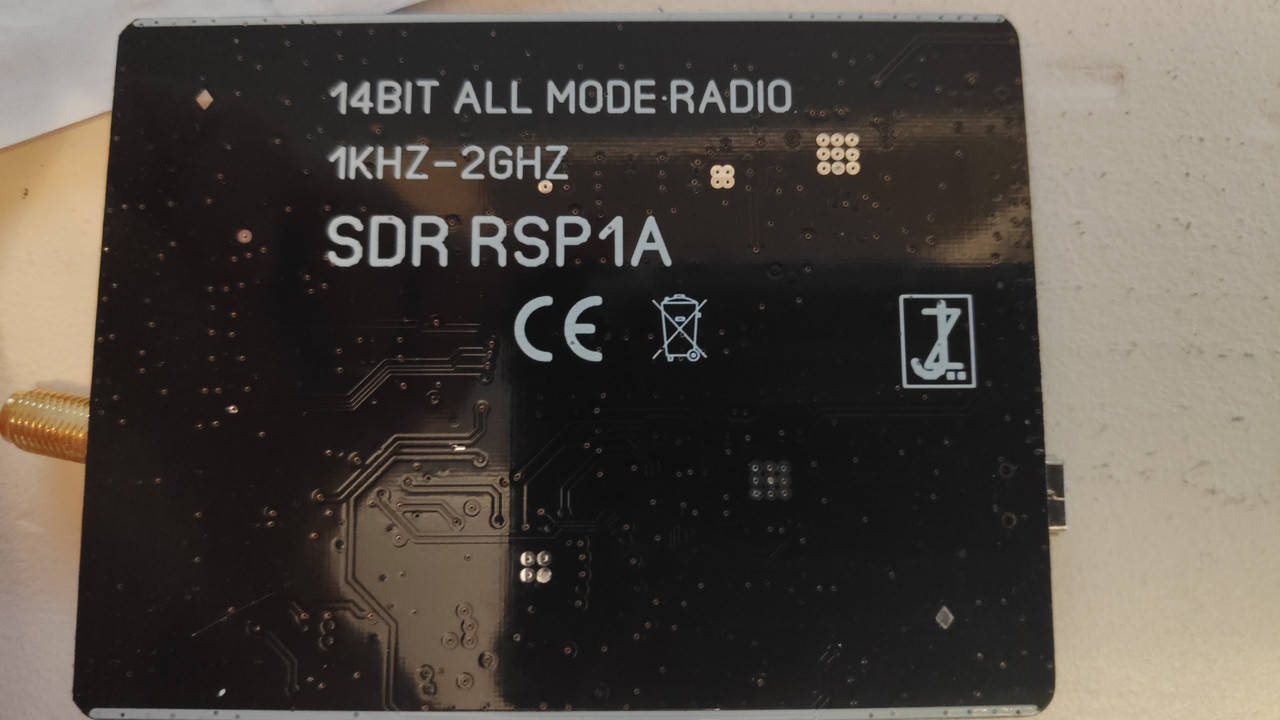 14BIT ALL MODE·RADIO
1KHZ-2GHZ
SDR RSP1A
CE